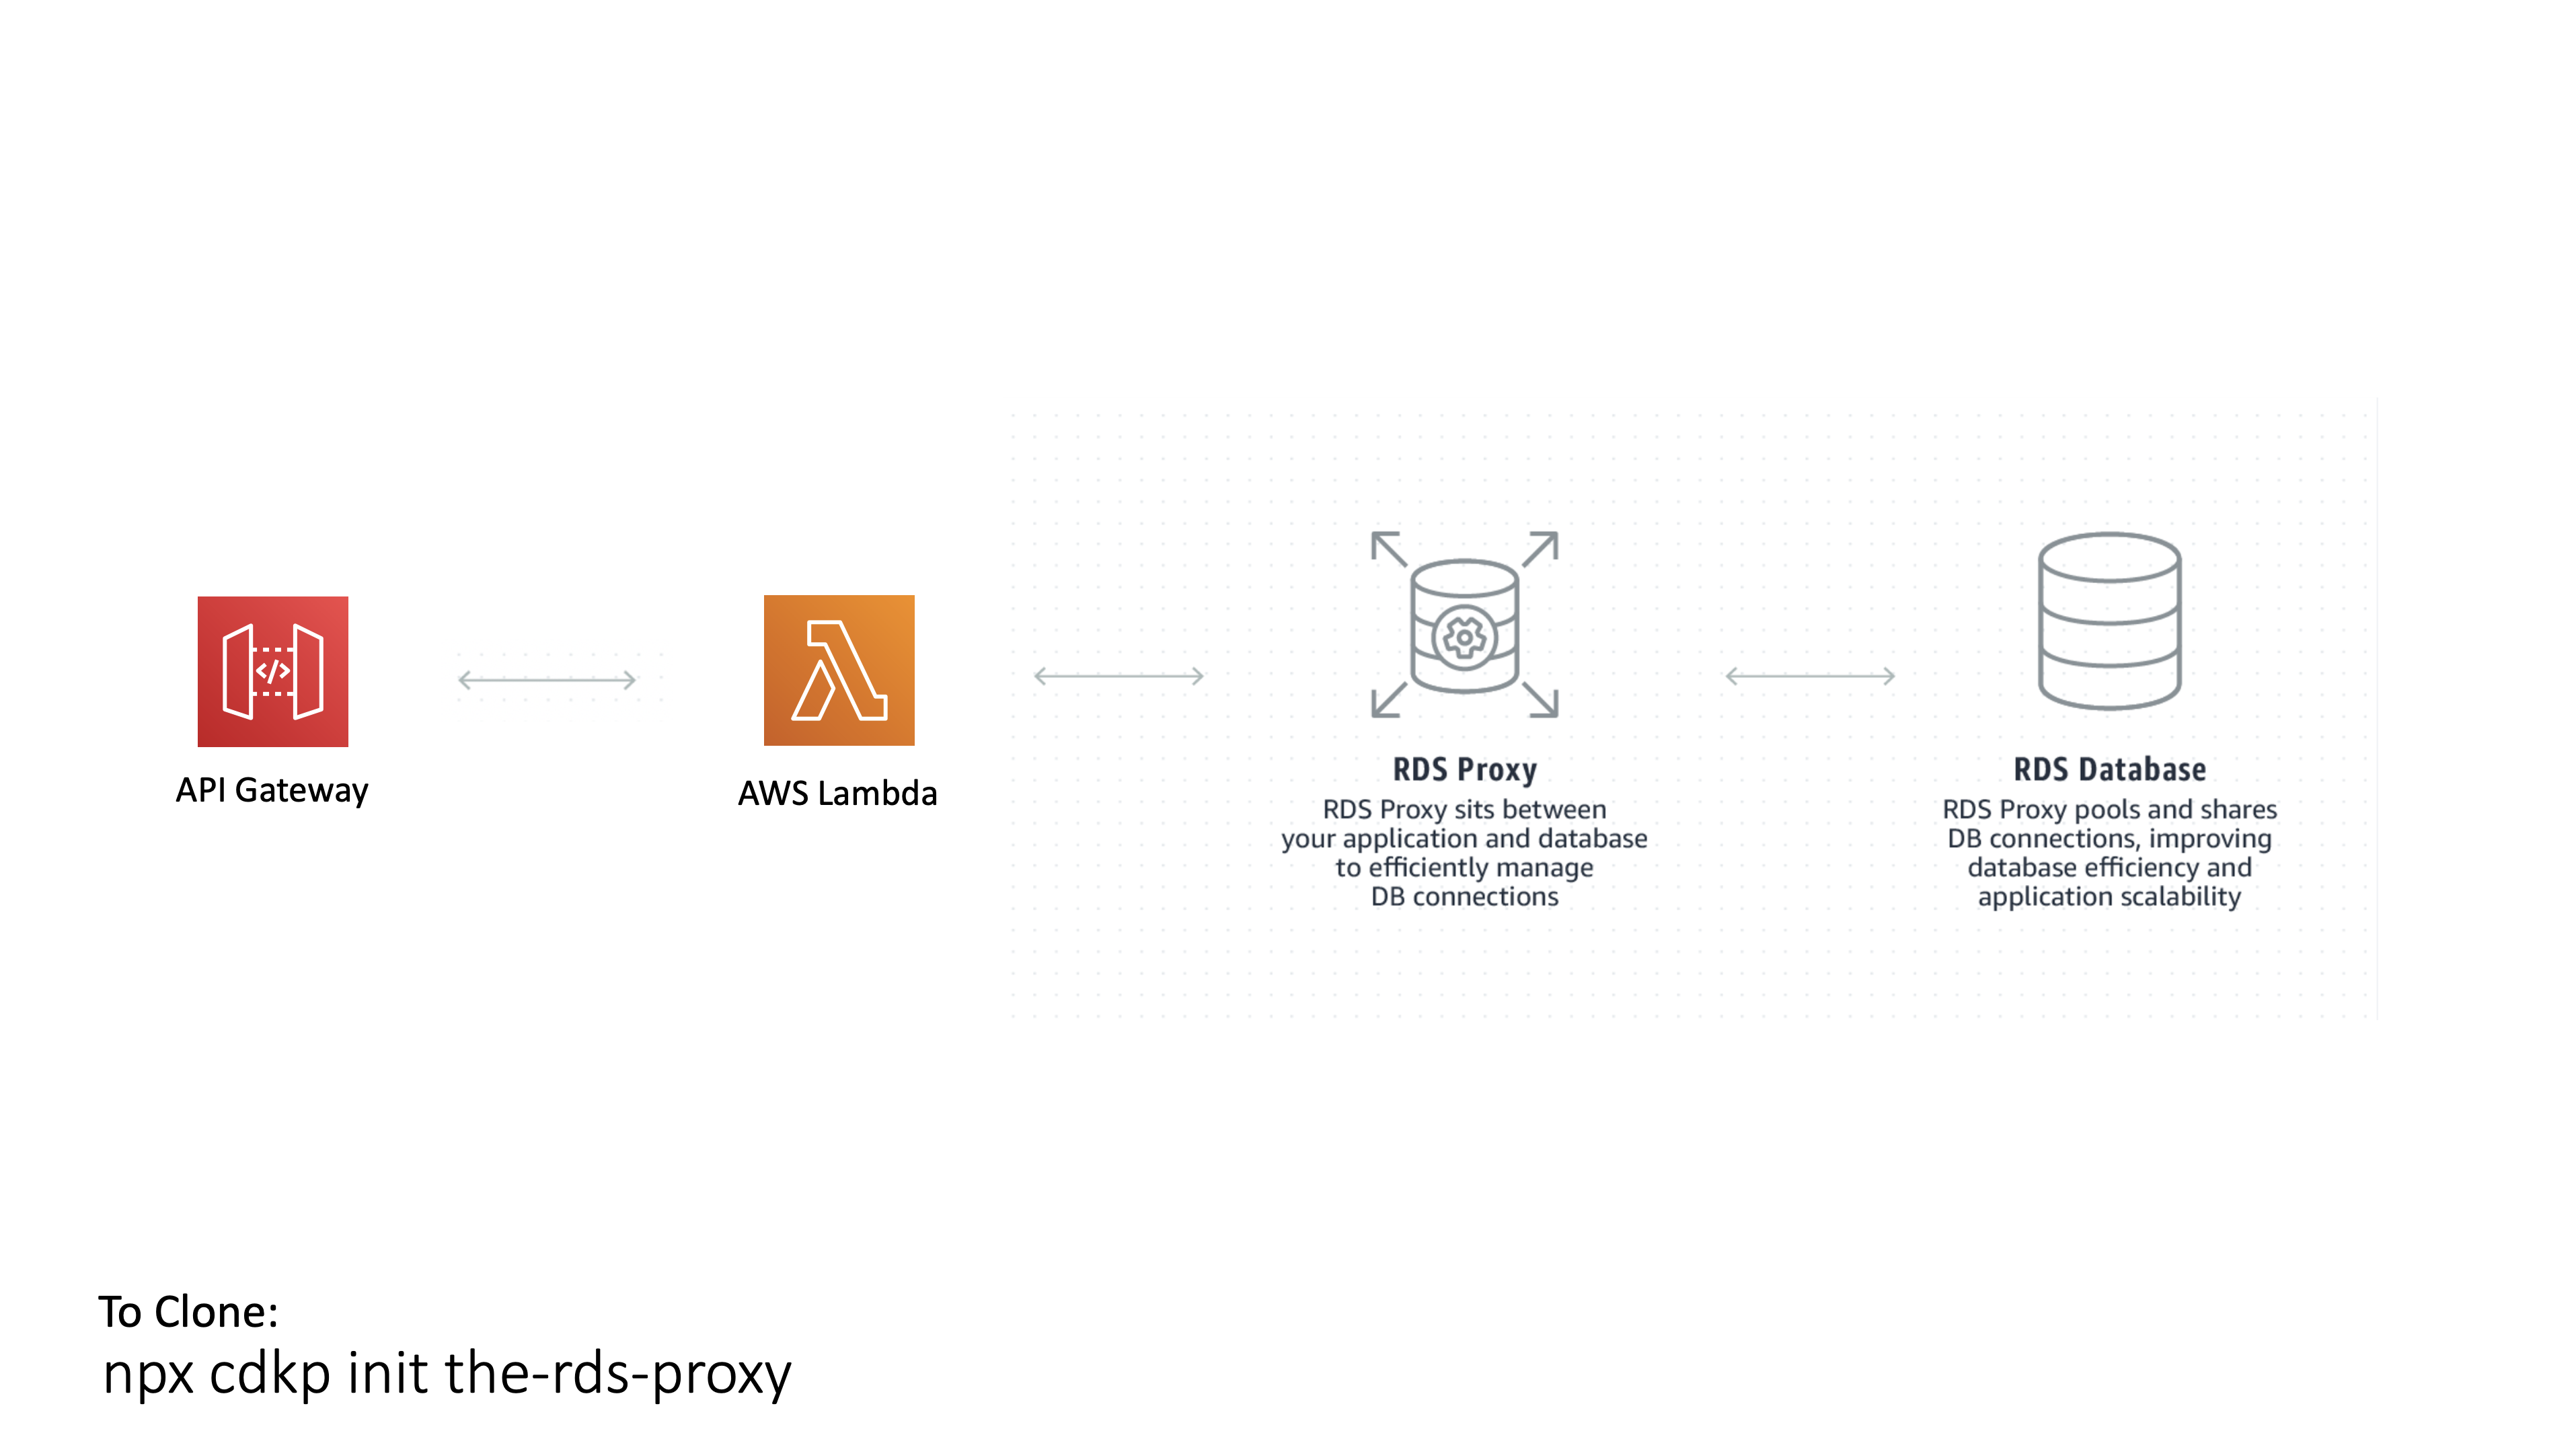 </>
API Gateway
AWS Lambda
RDS Proxy
RDS Proxy sits between
your application and database
to efficiently manage
DB connections
RDS Database
RDS Proxy pools and shares
DB connections, improving
database efficiency and
application scalability
To Clone:
npx cdkp init the-rds-proxy